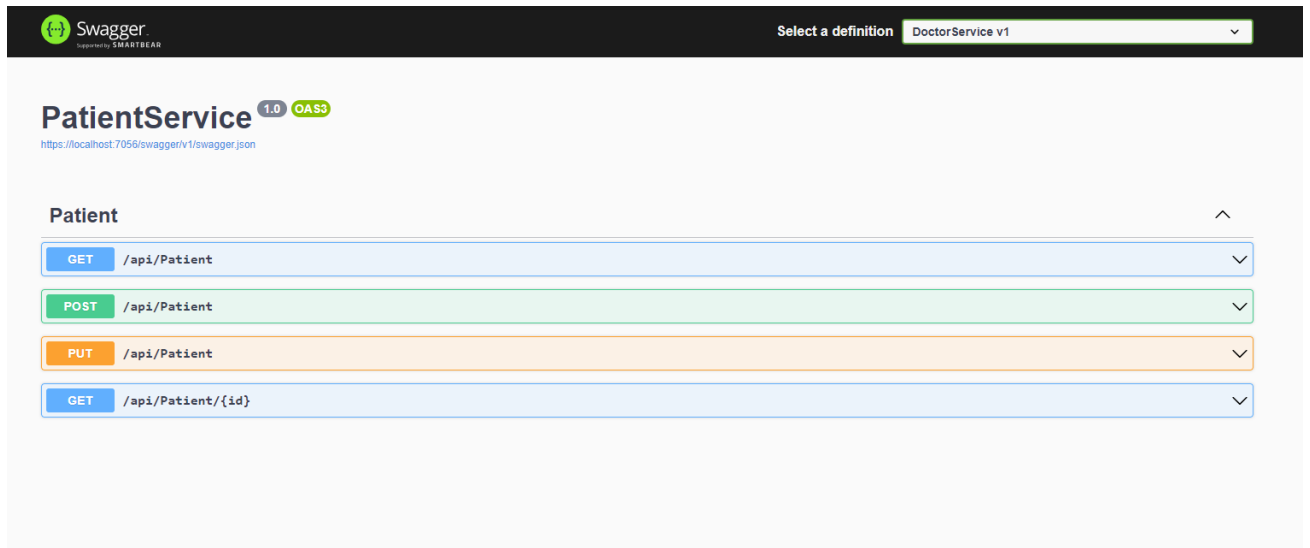 Swagger.
Supported by SMARTBEAR
Select a definition DoctorService v1
PatientService 1.0 OAS3
https://localhost:7056/swagger/v1/swagger.json
Patient
GET /api/Patient
POST /api/Patient
PUT /api/Patient
GET /api/Patient/{id}